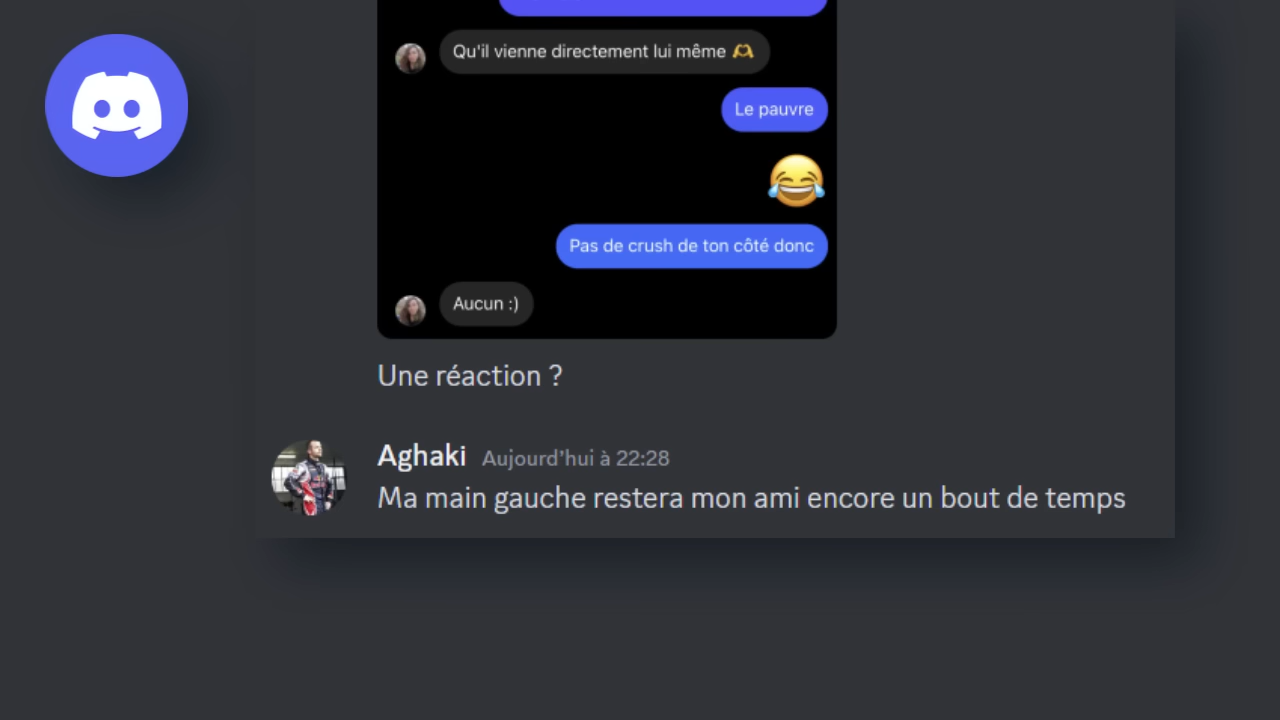 Qu'il vienne directement lui même 🫶
Le pauvre
😂
Pas de crush de ton côté donc
Aucun :)
Une réaction ?
Aghaki Aujourd'hui à 22:28
Ma main gauche restera mon ami encore un bout de temps